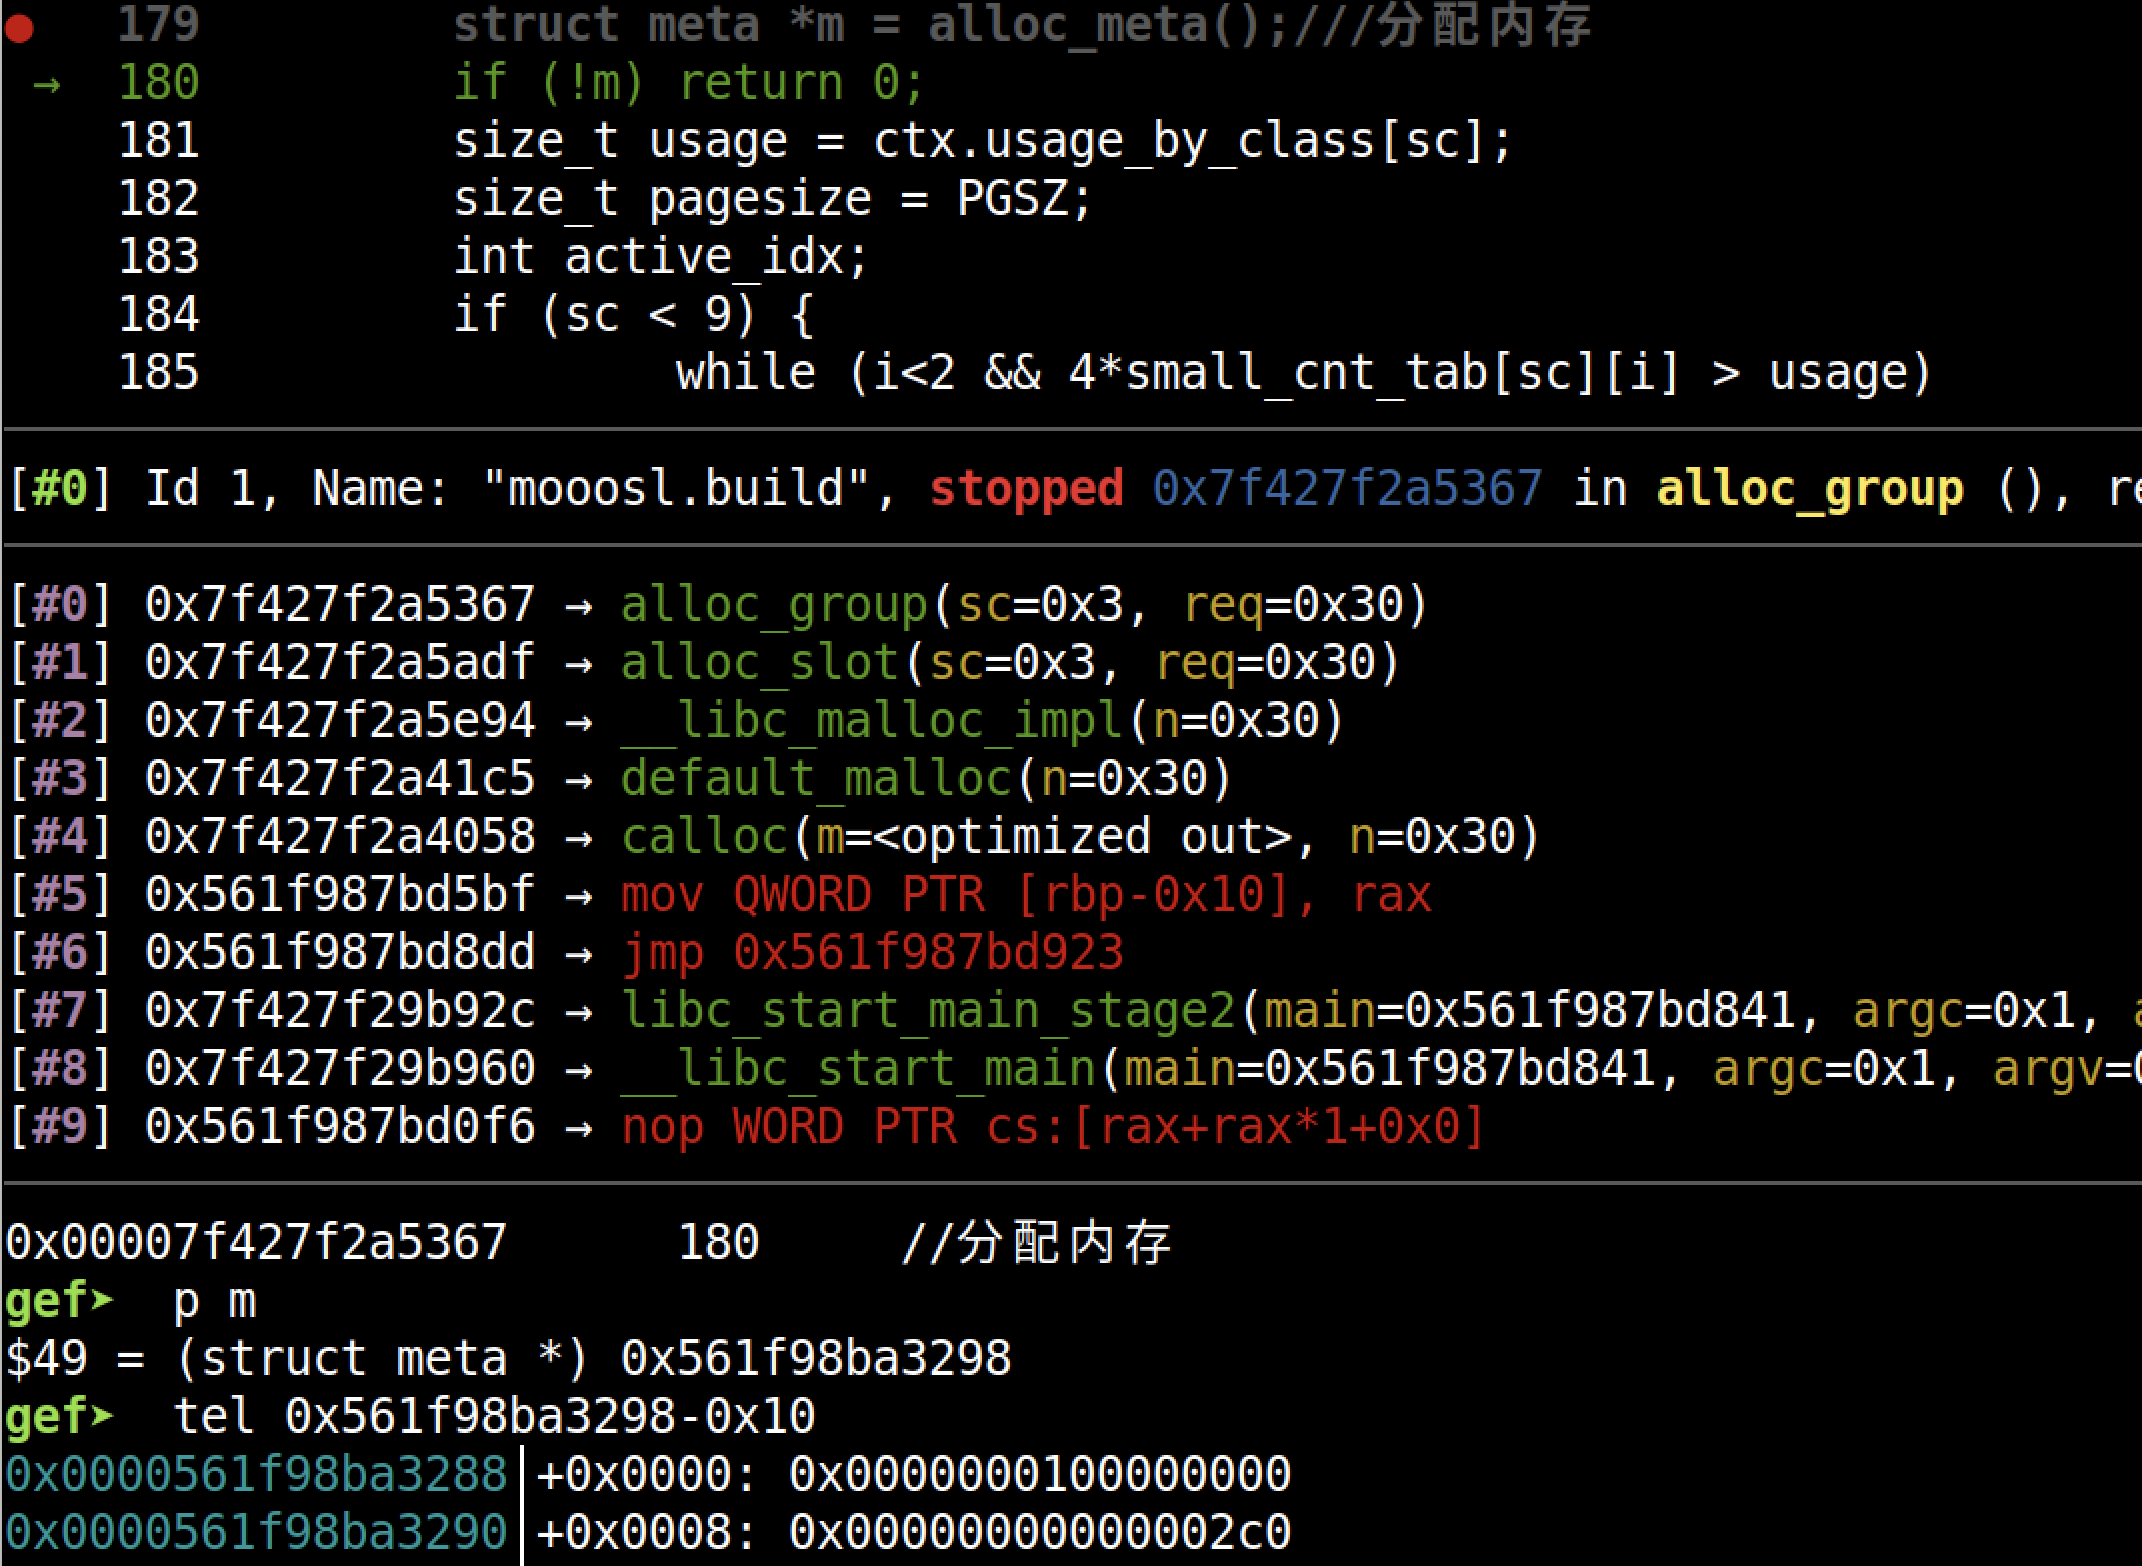 ● 179 struct meta *m = alloc_meta();///分配内存
→ 180 if (!m) return 0;
181 size_t usage = ctx.usage_by_class[sc];
182 size_t pagesize = PGSZ;
183 int active_idx;
184 if (sc < 9) {
185 while (i<2 && 4*small_cnt_tab[sc][i] > usage)
[#0] Id 1, Name: "mooosl.build", stopped 0x7f427f2a5367 in alloc_group (), re
[#0] 0x7f427f2a5367 → alloc_group(sc=0x3, req=0x30)
[#1] 0x7f427f2a5adf → alloc_slot(sc=0x3, req=0x30)
[#2] 0x7f427f2a5e94 → __libc_malloc_impl(n=0x30)
[#3] 0x7f427f2a41c5 → default_malloc(n=0x30)
[#4] 0x7f427f2a4058 → calloc(m=<optimized out>, n=0x30)
[#5] 0x561f987bd5bf → mov QWORD PTR [rbp-0x10], rax
[#6] 0x561f987bd8dd → jmp 0x561f987bd923
[#7] 0x7f427f29b92c → libc_start_main_stage2(main=0x561f987bd841, argc=0x1, a
[#8] 0x7f427f29b960 → __libc_start_main(main=0x561f987bd841, argc=0x1, argv=0
[#9] 0x561f987bd0f6 → nop WORD PTR cs:[rax+rax*1+0x0]
0x00007f427f2a5367 180 //分配内存
gef➤ p m
$49 = (struct meta *) 0x561f98ba3298
gef➤ tel 0x561f98ba3298-0x10
0x0000561f98ba3288│+0x0000: 0x0000000100000000
0x0000561f98ba3290│+0x0008: 0x00000000000002c0